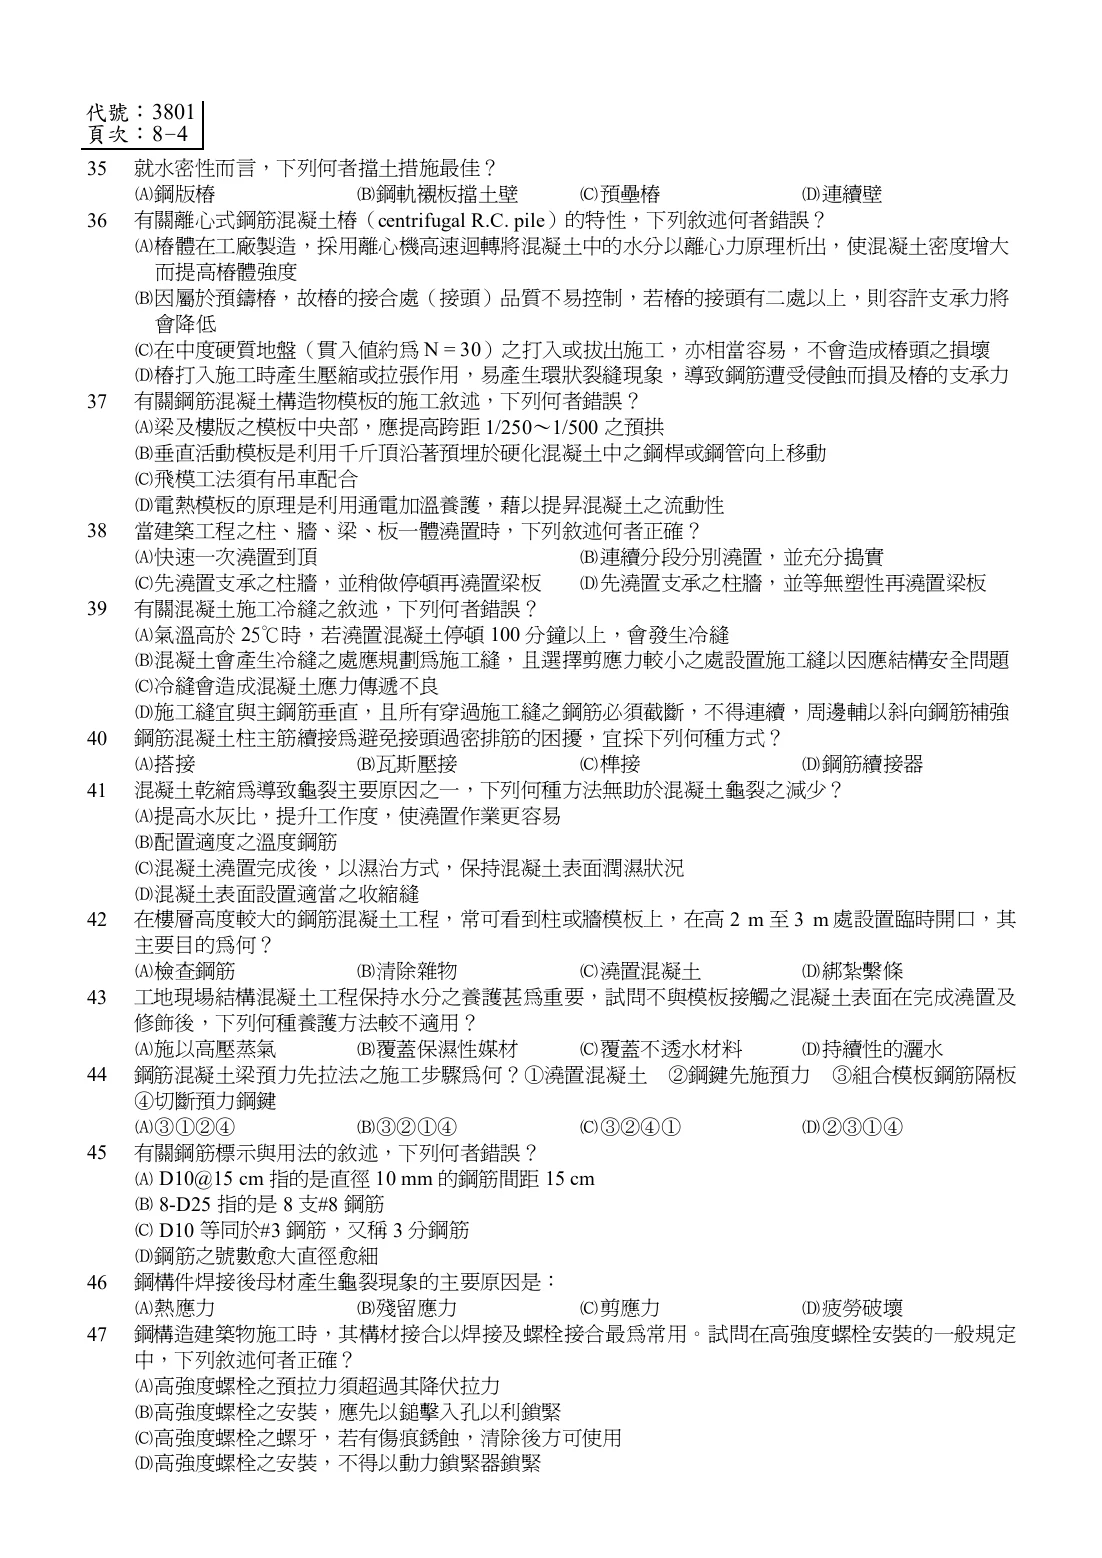 代號：3801
頁次：8－4
35 就水密性而言，下列何者擋土措施最佳？
(A)鋼版樁 (B)鋼軌襯板擋土壁 (C)預壘樁 (D)連續壁
36 有關離心式鋼筋混凝土樁（centrifugal R.C. pile）的特性，下列敘述何者錯誤？
(A)樁體在工廠製造，採用離心機高速迴轉將混凝土中的水分以離心力原理析出，使混凝土密度增大
而提高樁體強度
(B)因屬於預鑄樁，故樁的接合處（接頭）品質不易控制，若樁的接頭有二處以上，則容許支承力將
會降低
(C)在中度硬質地盤（貫入值約為 N = 30）之打入或拔出施工，亦相當容易，不會造成樁頭之損壞
(D)樁打入施工時產生壓縮或拉張作用，易產生環狀裂縫現象，導致鋼筋遭受侵蝕而損及樁的支承力
37 有關鋼筋混凝土構造物模板的施工敘述，下列何者錯誤？
(A)梁及樓版之模板中央部，應提高跨距 1/250～1/500 之預拱
(B)垂直活動模板是利用千斤頂沿著預埋於硬化混凝土中之鋼桿或鋼管向上移動
(C)飛模工法須有吊車配合
(D)電熱模板的原理是利用通電加溫養護，藉以提昇混凝土之流動性
38 當建築工程之柱、牆、梁、板一體澆置時，下列敘述何者正確？
(A)快速一次澆置到頂 (B)連續分段分別澆置，並充分搗實
(C)先澆置支承之柱牆，並稍做停頓再澆置梁板 (D)先澆置支承之柱牆，並等無塑性再澆置梁板
39 有關混凝土施工冷縫之敘述，下列何者錯誤？
(A)氣溫高於 25℃時，若澆置混凝土停頓 100 分鐘以上，會發生冷縫
(B)混凝土會產生冷縫之處應規劃為施工縫，且選擇剪應力較小之處設置施工縫以因應結構安全問題
(C)冷縫會造成混凝土應力傳遞不良
(D)施工縫宜與主鋼筋垂直，且所有穿過施工縫之鋼筋必須截斷，不得連續，周邊輔以斜向鋼筋補強
40 鋼筋混凝土柱主筋續接為避免接頭過密排筋的困擾，宜採下列何種方式？
(A)搭接 (B)瓦斯壓接 (C)榫接 (D)鋼筋續接器
41 混凝土乾縮為導致龜裂主要原因之一，下列何種方法無助於混凝土龜裂之減少？
(A)提高水灰比，提升工作度，使澆置作業更容易
(B)配置適度之溫度鋼筋
(C)混凝土澆置完成後，以濕治方式，保持混凝土表面潤濕狀況
(D)混凝土表面設置適當之收縮縫
42 在樓層高度較大的鋼筋混凝土工程，常可看到柱或牆模板上，在高 2 m 至 3 m 處設置臨時開口，其
主要目的為何？
(A)檢查鋼筋 (B)清除雜物 (C)澆置混凝土 (D)綁紮繫條
43 工地現場結構混凝土工程保持水分之養護甚為重要，試問不與模板接觸之混凝土表面在完成澆置及
修飾後，下列何種養護方法較不適用？
(A)施以高壓蒸氣 (B)覆蓋保濕性媒材 (C)覆蓋不透水材料 (D)持續性的灑水
44 鋼筋混凝土梁預力先拉法之施工步驟為何？①澆置混凝土 ②鋼鍵先施預力 ③組合模板鋼筋隔板
④切斷預力鋼鍵
(A)③①②④ (B)③②①④ (C)③②④① (D)②③①④
45 有關鋼筋標示與用法的敘述，下列何者錯誤？
(A) D10@15 cm 指的是直徑 10 mm 的鋼筋間距 15 cm
(B) 8-D25 指的是 8 支#8 鋼筋
(C) D10 等同於#3 鋼筋，又稱 3 分鋼筋
(D)鋼筋之號數愈大直徑愈細
46 鋼構件焊接後母材產生龜裂現象的主要原因是：
(A)熱應力 (B)殘留應力 (C)剪應力 (D)疲勞破壞
47 鋼構造建築物施工時，其構材接合以焊接及螺栓接合最為常用。試問在高強度螺栓安裝的一般規定
中，下列敘述何者正確？
(A)高強度螺栓之預拉力須超過其降伏拉力
(B)高強度螺栓之安裝，應先以鎚擊入孔以利鎖緊
(C)高強度螺栓之螺牙，若有傷痕銹蝕，清除後方可使用
(D)高強度螺栓之安裝，不得以動力鎖緊器鎖緊